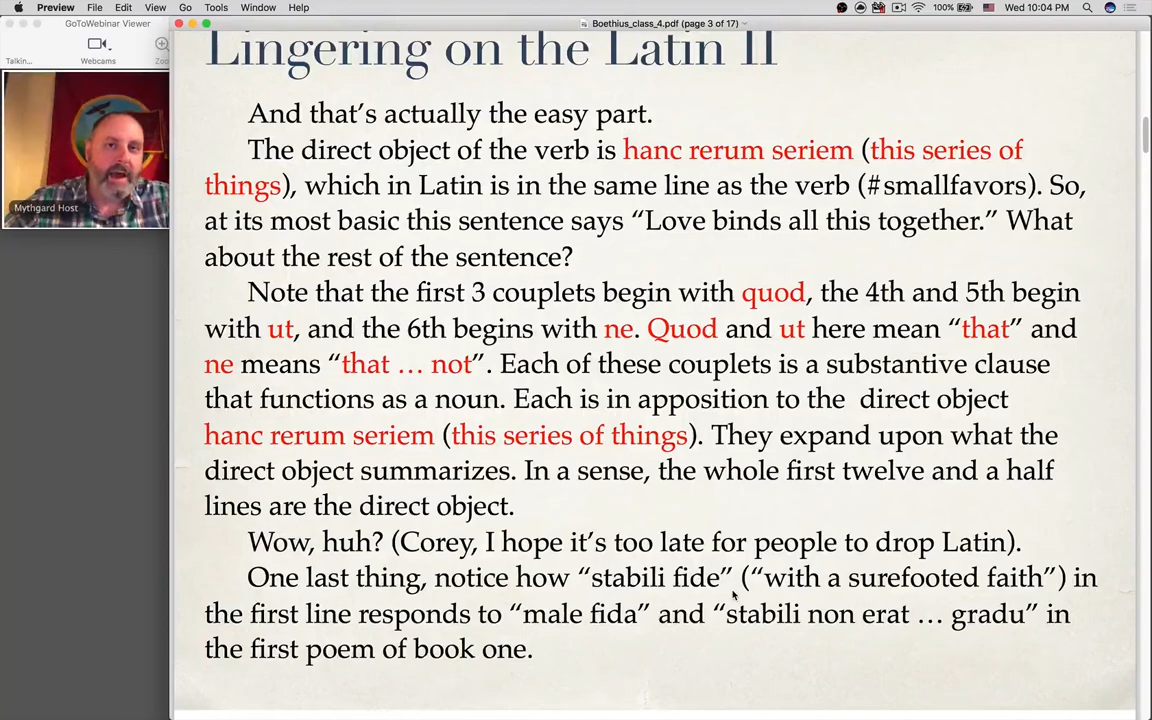 Preview File Edit View Go Tools Window Help
100% Wed 10:04 PM
GoToWebinar Viewer
Boethius_class_4.pdf (page 3 of 17)
Talkin...
Webcams
Mythgard Host
Lingering on the Latin II
And that's actually the easy part.
The direct object of the verb is hanc rerum seriem (this series of
things), which in Latin is in the same line as the verb (#smallfavors). So,
at its most basic this sentence says “Love binds all this together.” What
about the rest of the sentence?
Note that the first 3 couplets begin with quod, the 4th and 5th begin
with ut, and the 6th begins with ne. Quod and ut here mean “that” and
ne means “that … not”. Each of these couplets is a substantive clause
that functions as a noun. Each is in apposition to the direct object
hanc rerum seriem (this series of things). They expand upon what the
direct object summarizes. In a sense, the whole first twelve and a half
lines are the direct object.
Wow, huh? (Corey, I hope it's too late for people to drop Latin).
One last thing, notice how “stabili fide” (“with a surefooted faith”) in
the first line responds to “male fida” and “stabili non erat … gradu” in
the first poem of book one.